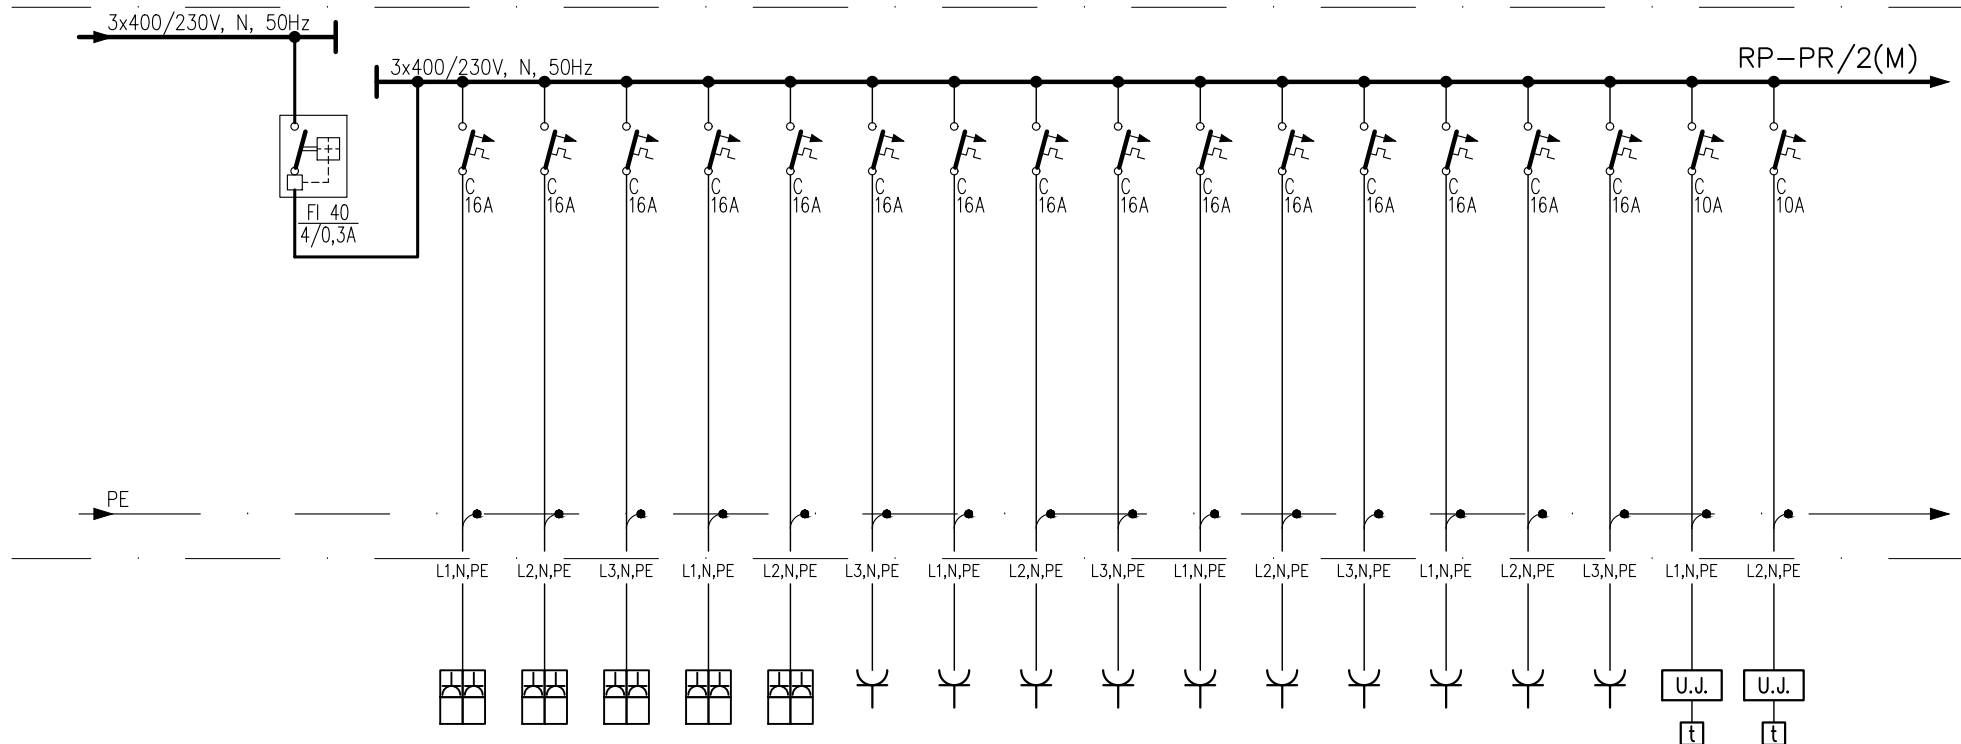 3x400/230V, N, 50Hz
3x400/230V, N, 50Hz
RP-PR/2(M)
C C C C C C C C C C C C C C C C C
16A 16A 16A 16A 16A 16A 16A 16A 16A 16A 16A 16A 16A 16A 16A 10A 10A
FI 40
4/0,3A
PE
L1,N,PE L2,N,PE L3,N,PE L1,N,PE L2,N,PE L3,N,PE L1,N,PE L2,N,PE L3,N,PE L1,N,PE L2,N,PE L3,N,PE L1,N,PE L2,N,PE L3,N,PE L1,N,PE L2,N,PE
U.J. U.J.
t t